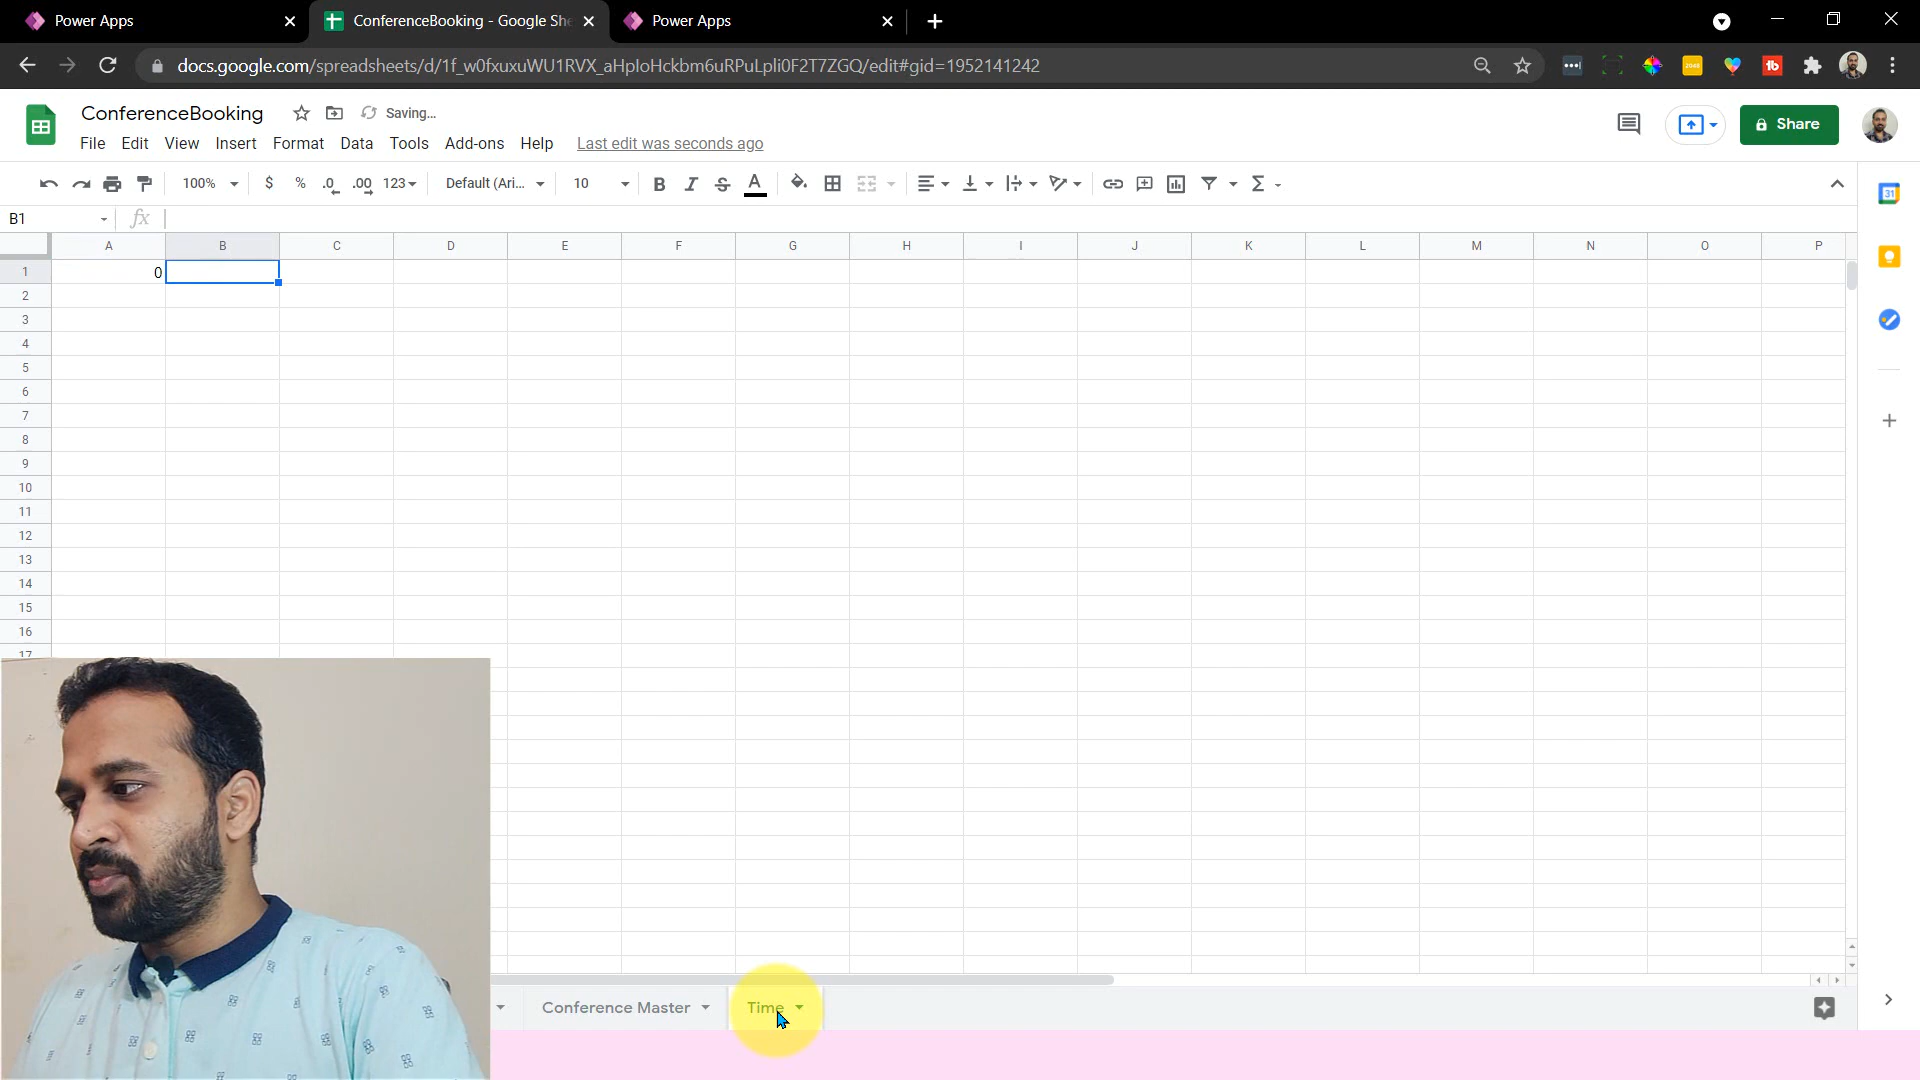 Power Apps
ConferenceBooking - Google She
Power Apps
docs.google.com/spreadsheets/d/1f_w0fxuxuWU1RVX_aHpIoHckbm6uRPuLpli0F2T7ZGQ/edit#gid=1952141242
ConferenceBooking
Saving...
File Edit View Insert Format Data Tools Add-ons Help Last edit was seconds ago
Share
100% $ % .0 .00 123 Default (Ari... 10 B I S A
B1 fx
A B C D E F G H I J K L M N O P
1 0
2
3
4
5
6
7
8
9
10
11
12
13
14
15
16
17
31
Conference Master Time